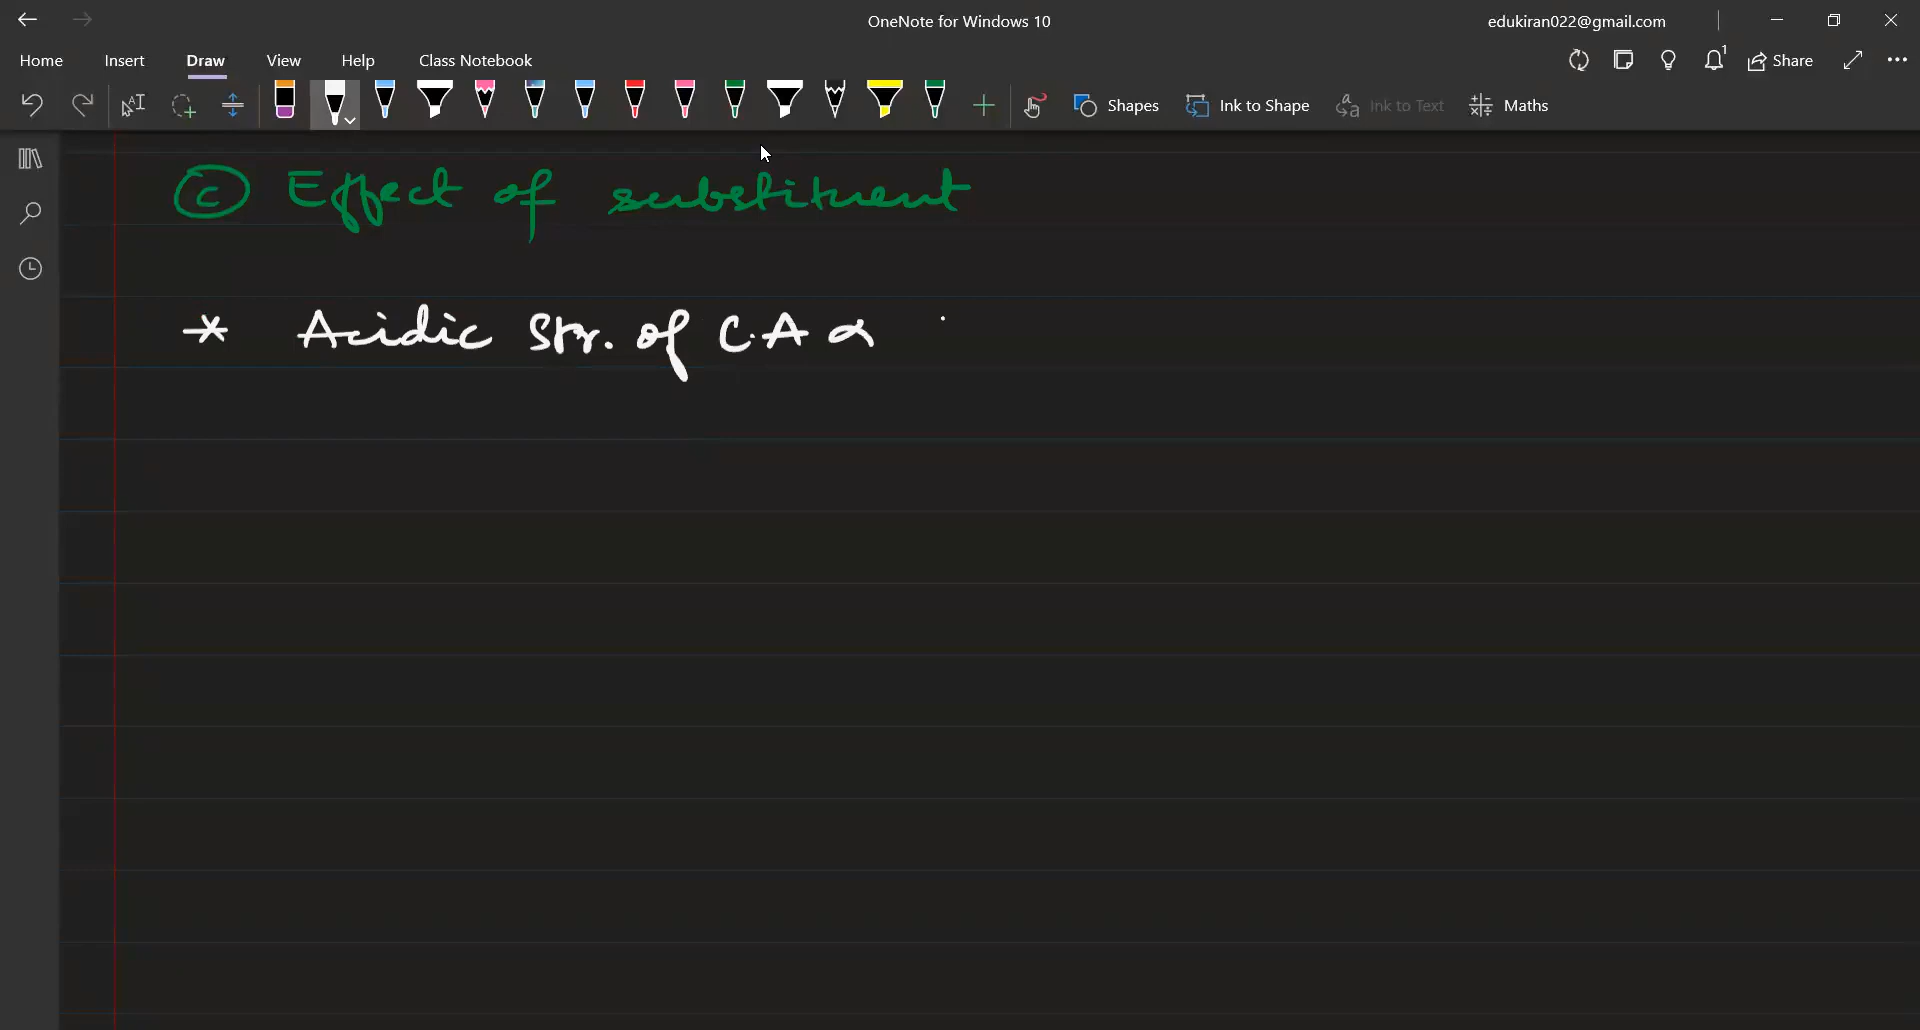 OneNote for Windows 10
edukiran022@gmail.com
Home Insert Draw View Help Class Notebook
1 Share
Shapes Ink to Shape Ink to Text Maths
(c) Effect of substituent
* Acidic Str. of C.A ∝